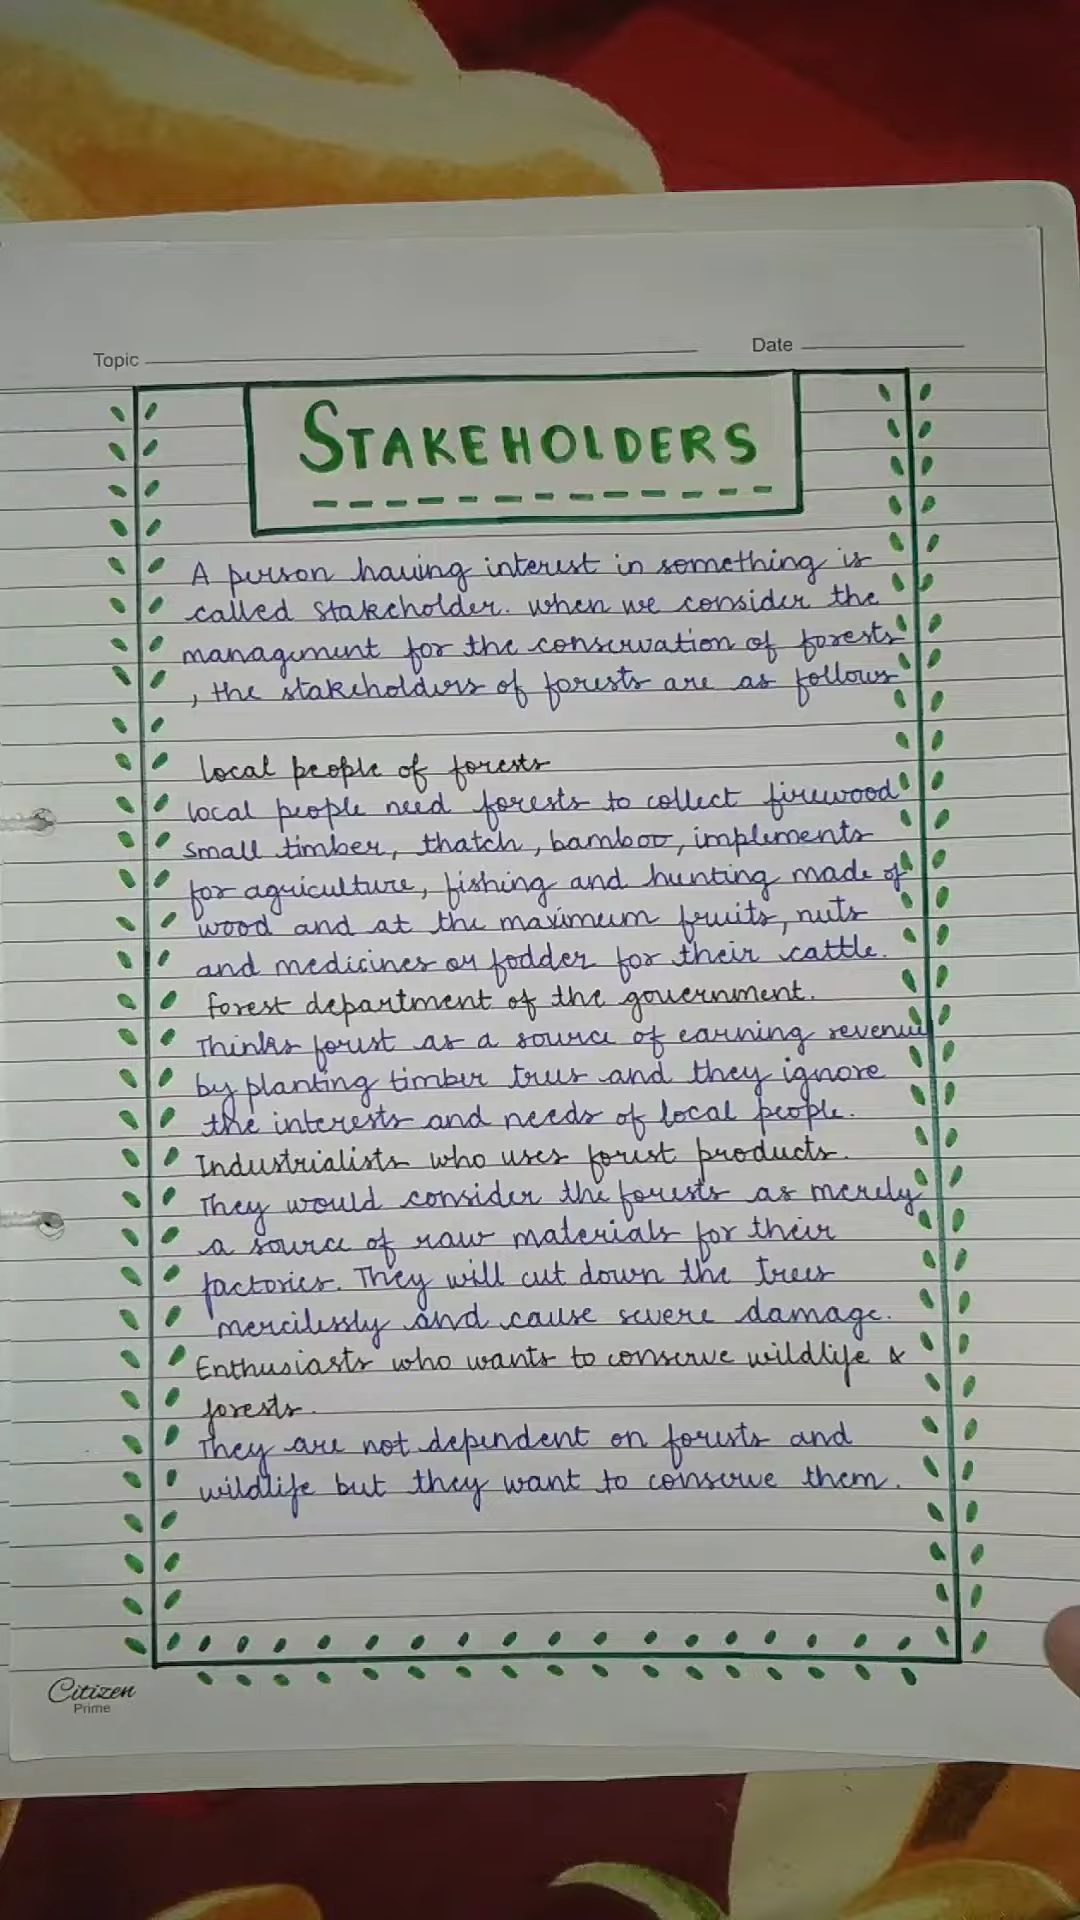 Topic
Date
STAKEHOLDERS
A person having interest in something is
called stakeholder. when we consider the
management for the conservation of forests
, the stakeholders of forests are as follows
local people of forests
local people need forests to collect firewood
small timber, thatch, bamboo, implements
for agriculture, fishing and hunting made of
wood and at the maximum fruits, nuts
and medicines or fodder for their cattle.
forest department of the government.
Thinks forest as a source of earning revenue
by planting timber trees and they ignore
the interests and needs of local people.
Industrialists who uses forest products.
They would consider the forests as merely
a source of raw materials for their
factories. They will cut down the trees
mercilessly and cause severe damage.
Enthusiasts who wants to conserve wildlife &
forests.
They are not dependent on forests and
wildlife but they want to conserve them.
Citizen
Prime